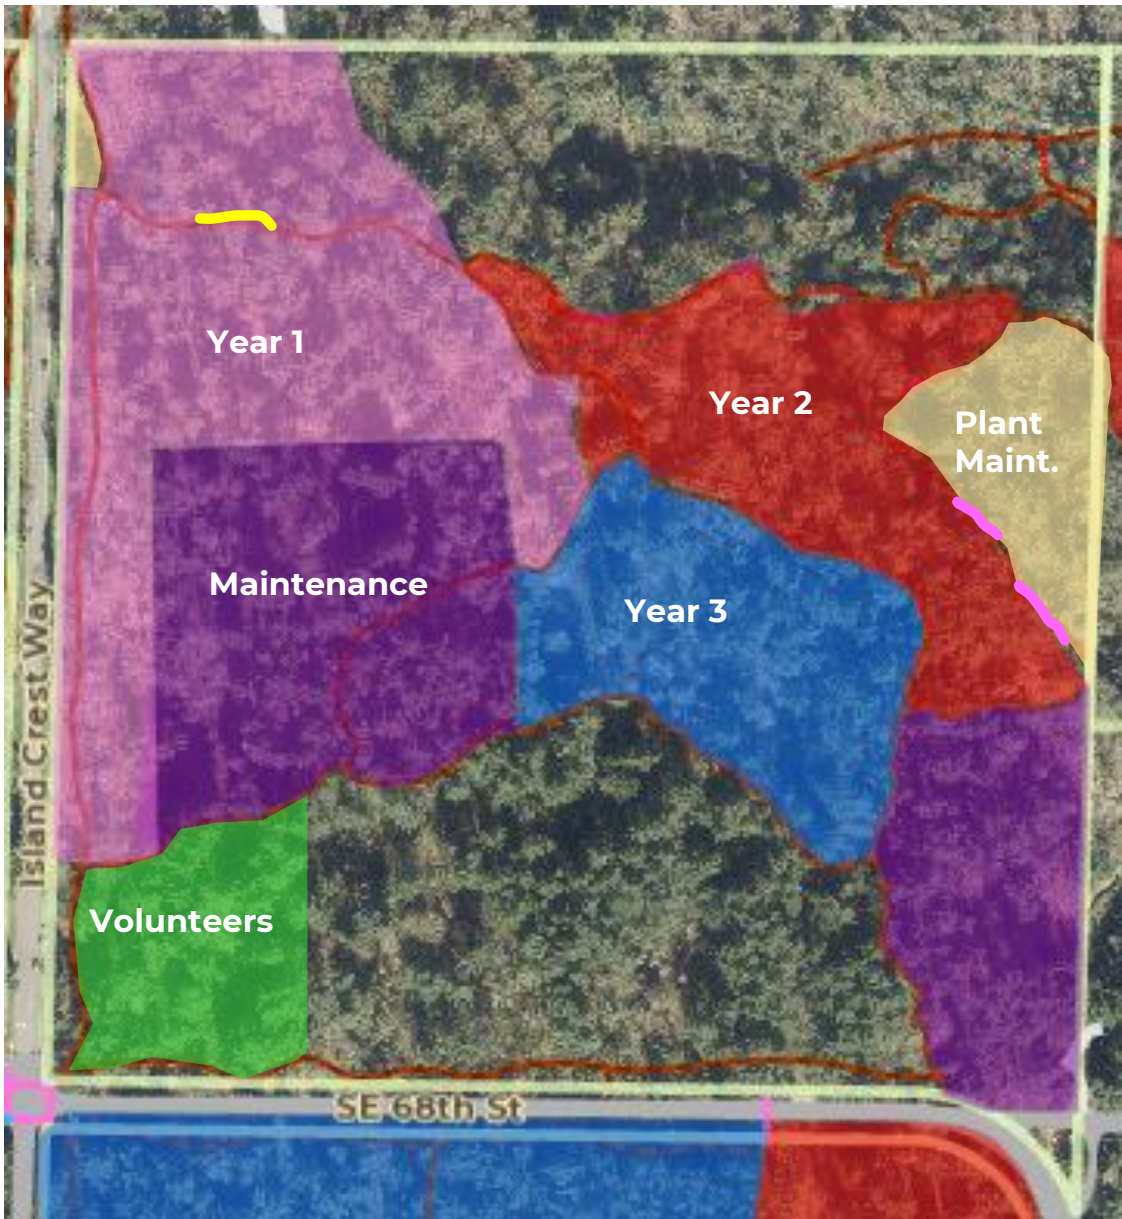 Year 1
Year 2
Plant
Maint.
Maintenance
Year 3
Island Crest Way
Volunteers
SE 68th St